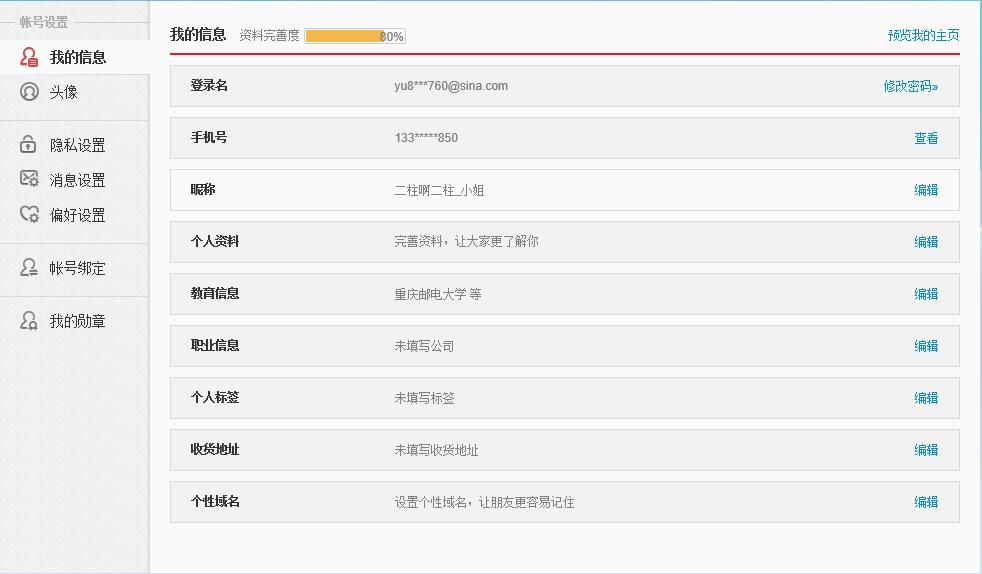 帐号设置
我的信息
头像
隐私设置
消息设置
偏好设置
帐号绑定
我的勋章
我的信息 资料完善度 80% 预览我的主页
登录名 yu8***760@sina.com 修改密码»
手机号 133*****850 查看
昵称 二柱啊二柱_小姐 编辑
个人资料 完善资料，让大家更了解你 编辑
教育信息 重庆邮电大学 等 编辑
职业信息 未填写公司 编辑
个人标签 未填写标签 编辑
收货地址 未填写收货地址 编辑
个性域名 设置个性域名，让朋友更容易记住 编辑